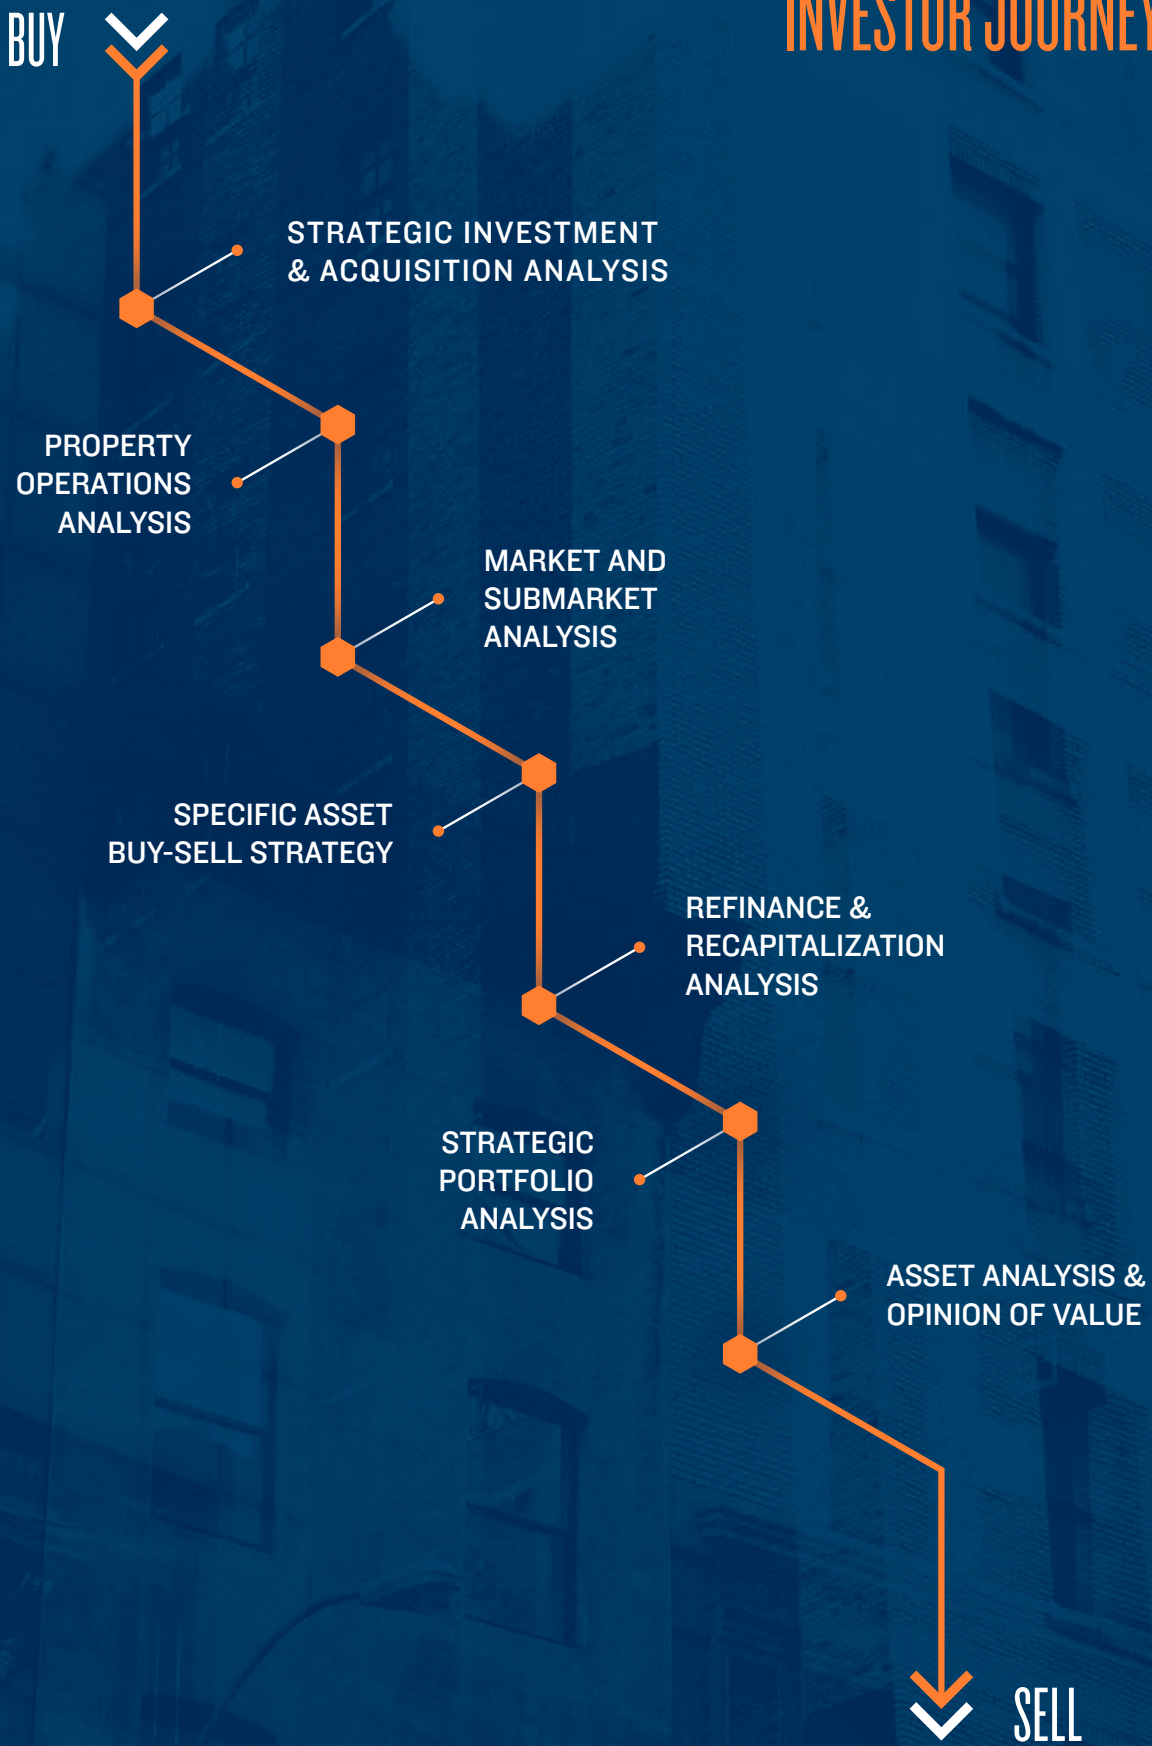 BUY
INVESTOR JOURNEY
STRATEGIC INVESTMENT
& ACQUISITION ANALYSIS
PROPERTY
OPERATIONS
ANALYSIS
MARKET AND
SUBMARKET
ANALYSIS
SPECIFIC ASSET
BUY-SELL STRATEGY
REFINANCE &
RECAPITALIZATION
ANALYSIS
STRATEGIC
PORTFOLIO
ANALYSIS
ASSET ANALYSIS &
OPINION OF VALUE
SELL